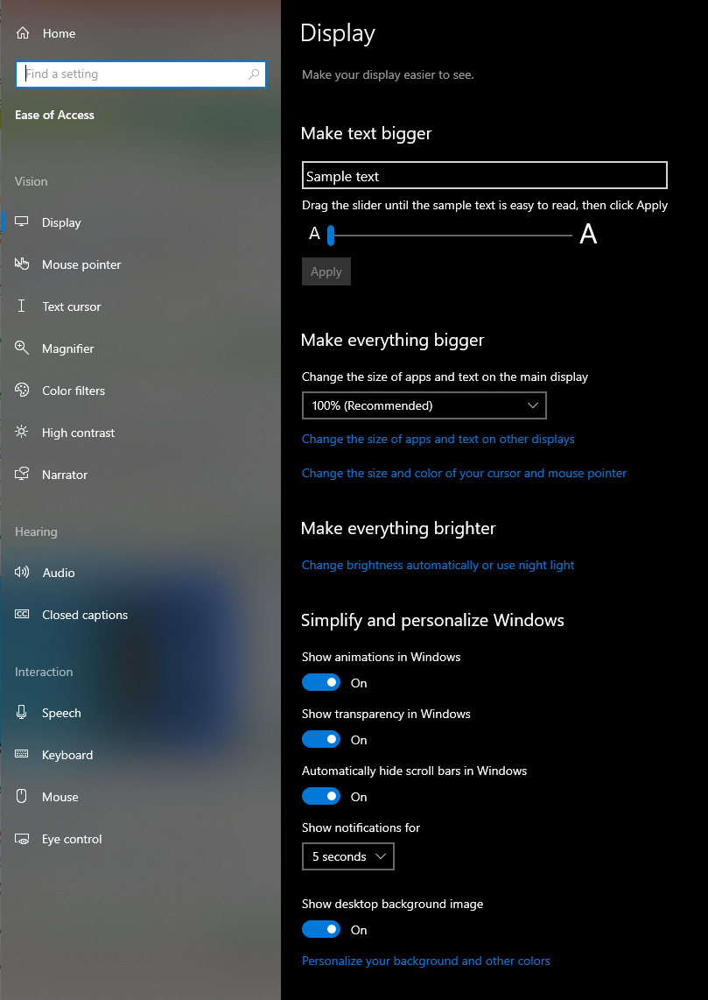 Home
Find a setting
Ease of Access
Vision
Display
Mouse pointer
Text cursor
Magnifier
Color filters
High contrast
Narrator
Hearing
Audio
CC Closed captions
Interaction
Speech
Keyboard
Mouse
Eye control
Display
Make your display easier to see.
Make text bigger
Sample text
Drag the slider until the sample text is easy to read, then click Apply
A A
Apply
Make everything bigger
Change the size of apps and text on the main display
100% (Recommended)
Change the size of apps and text on other displays
Change the size and color of your cursor and mouse pointer
Make everything brighter
Change brightness automatically or use night light
Simplify and personalize Windows
Show animations in Windows
On
Show transparency in Windows
On
Automatically hide scroll bars in Windows
On
Show notifications for
5 seconds
Show desktop background image
On
Personalize your background and other colors